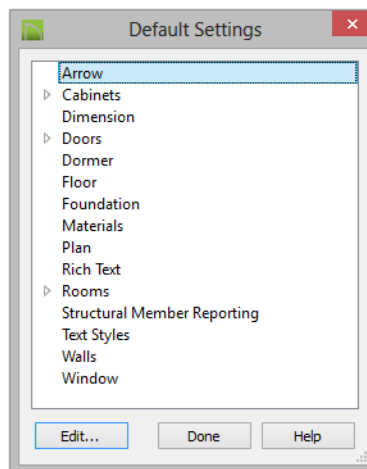 Default Settings
Arrow
Cabinets
Dimension
Doors
Dormer
Floor
Foundation
Materials
Plan
Rich Text
Rooms
Structural Member Reporting
Text Styles
Walls
Window
Edit... Done Help